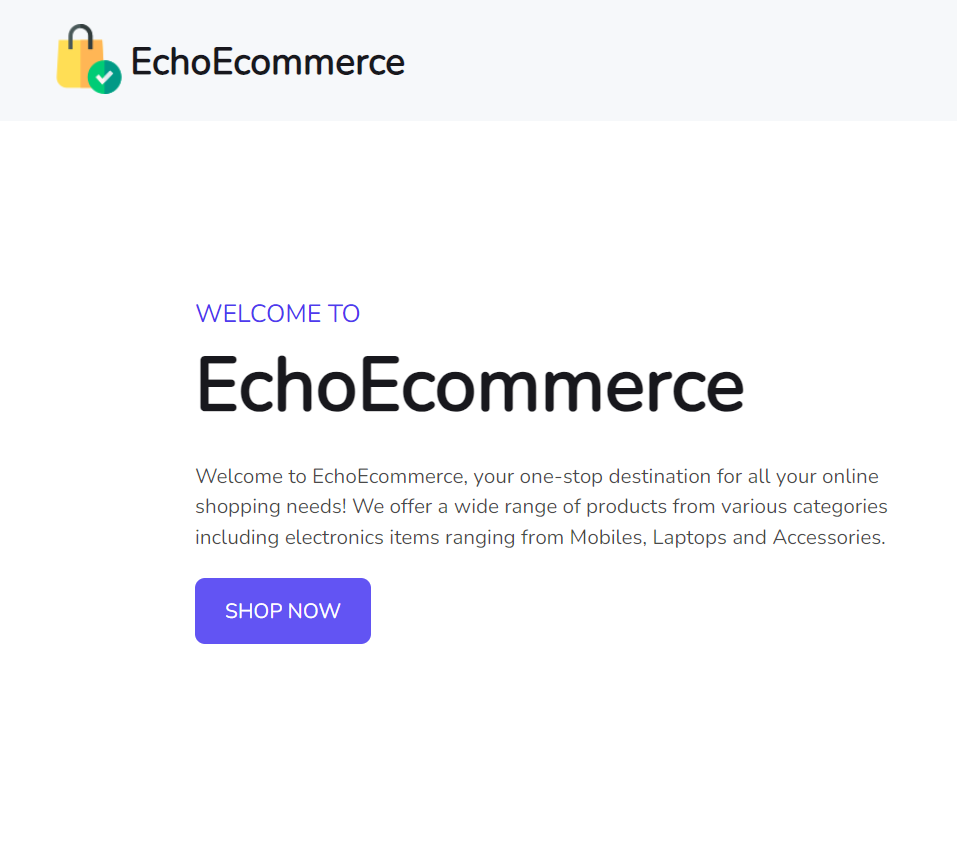 EchoEcommerce
WELCOME TO
EchoEcommerce
Welcome to EchoEcommerce, your one-stop destination for all your online
shopping needs! We offer a wide range of products from various categories
including electronics items ranging from Mobiles, Laptops and Accessories.
SHOP NOW